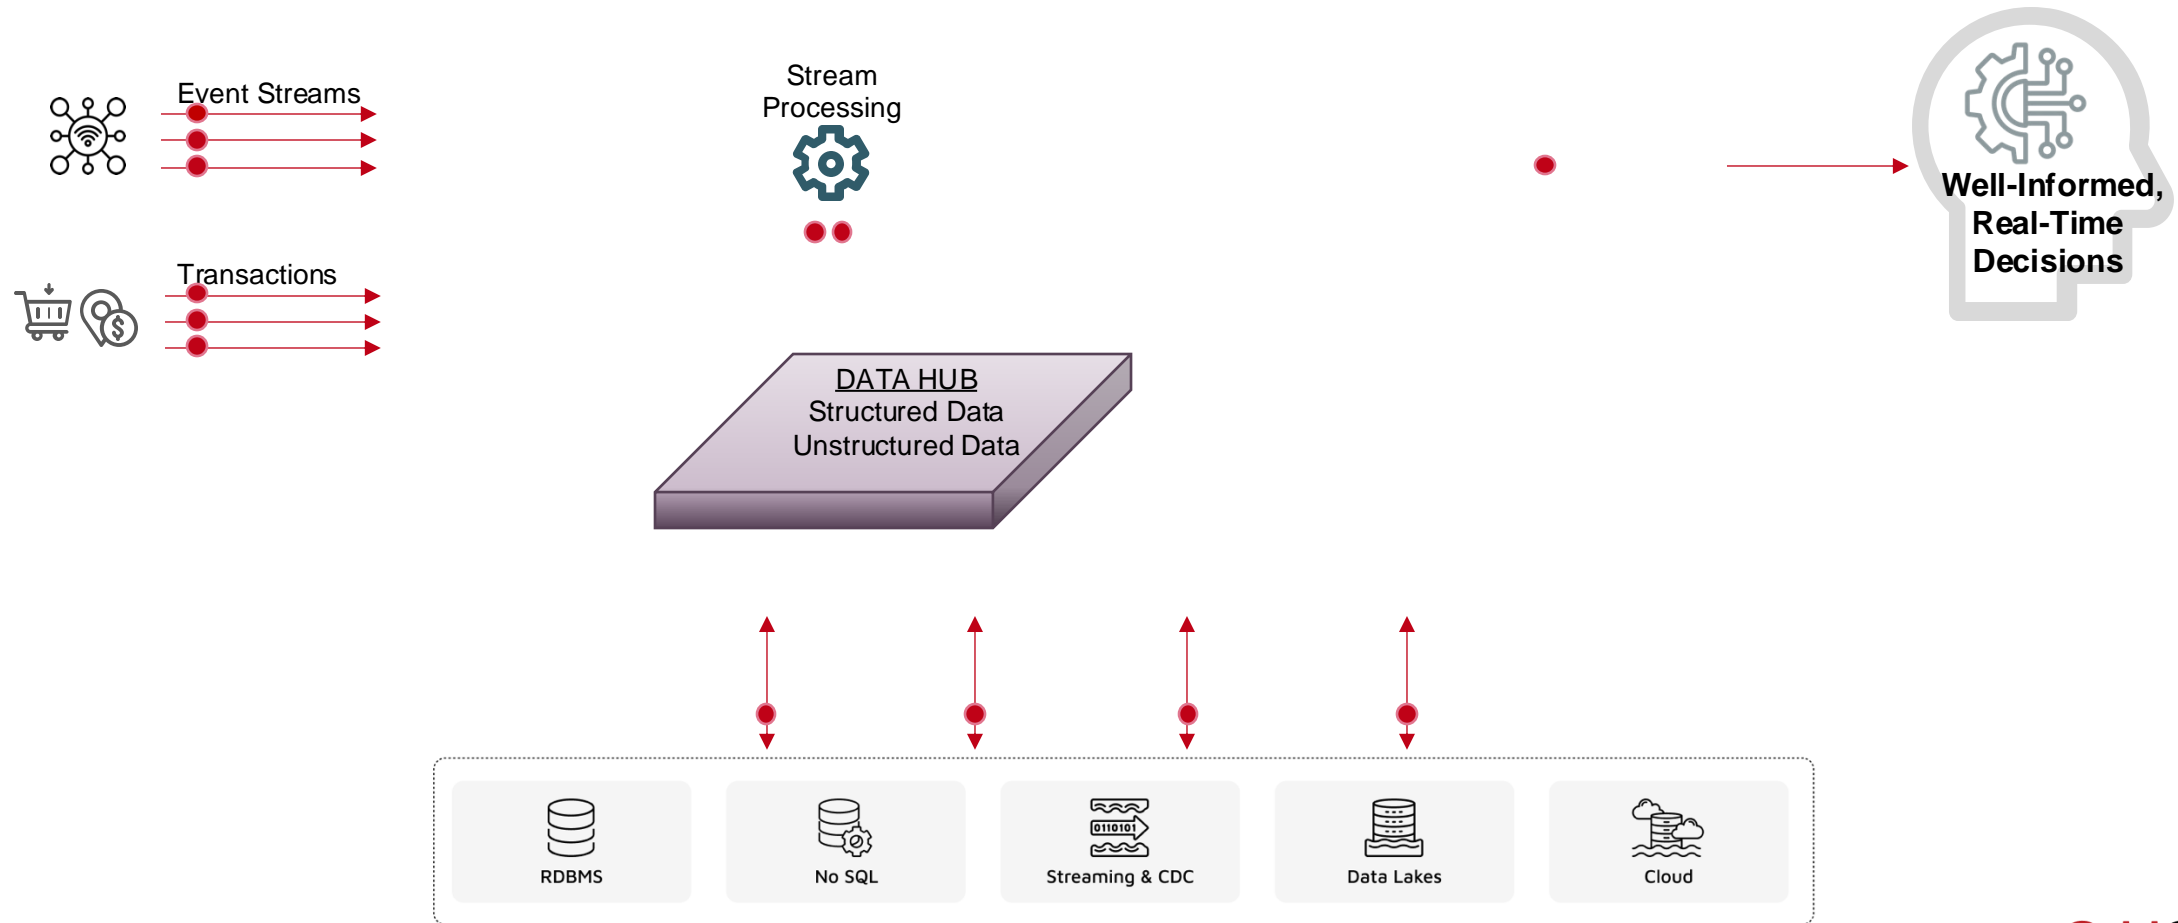 Event Streams
Stream
Processing
Well-Informed,
Real-Time
Decisions
Transactions
$
DATA HUB
Structured Data
Unstructured Data
0110101
RDBMS
No SQL
Streaming & CDC
Data Lakes
Cloud